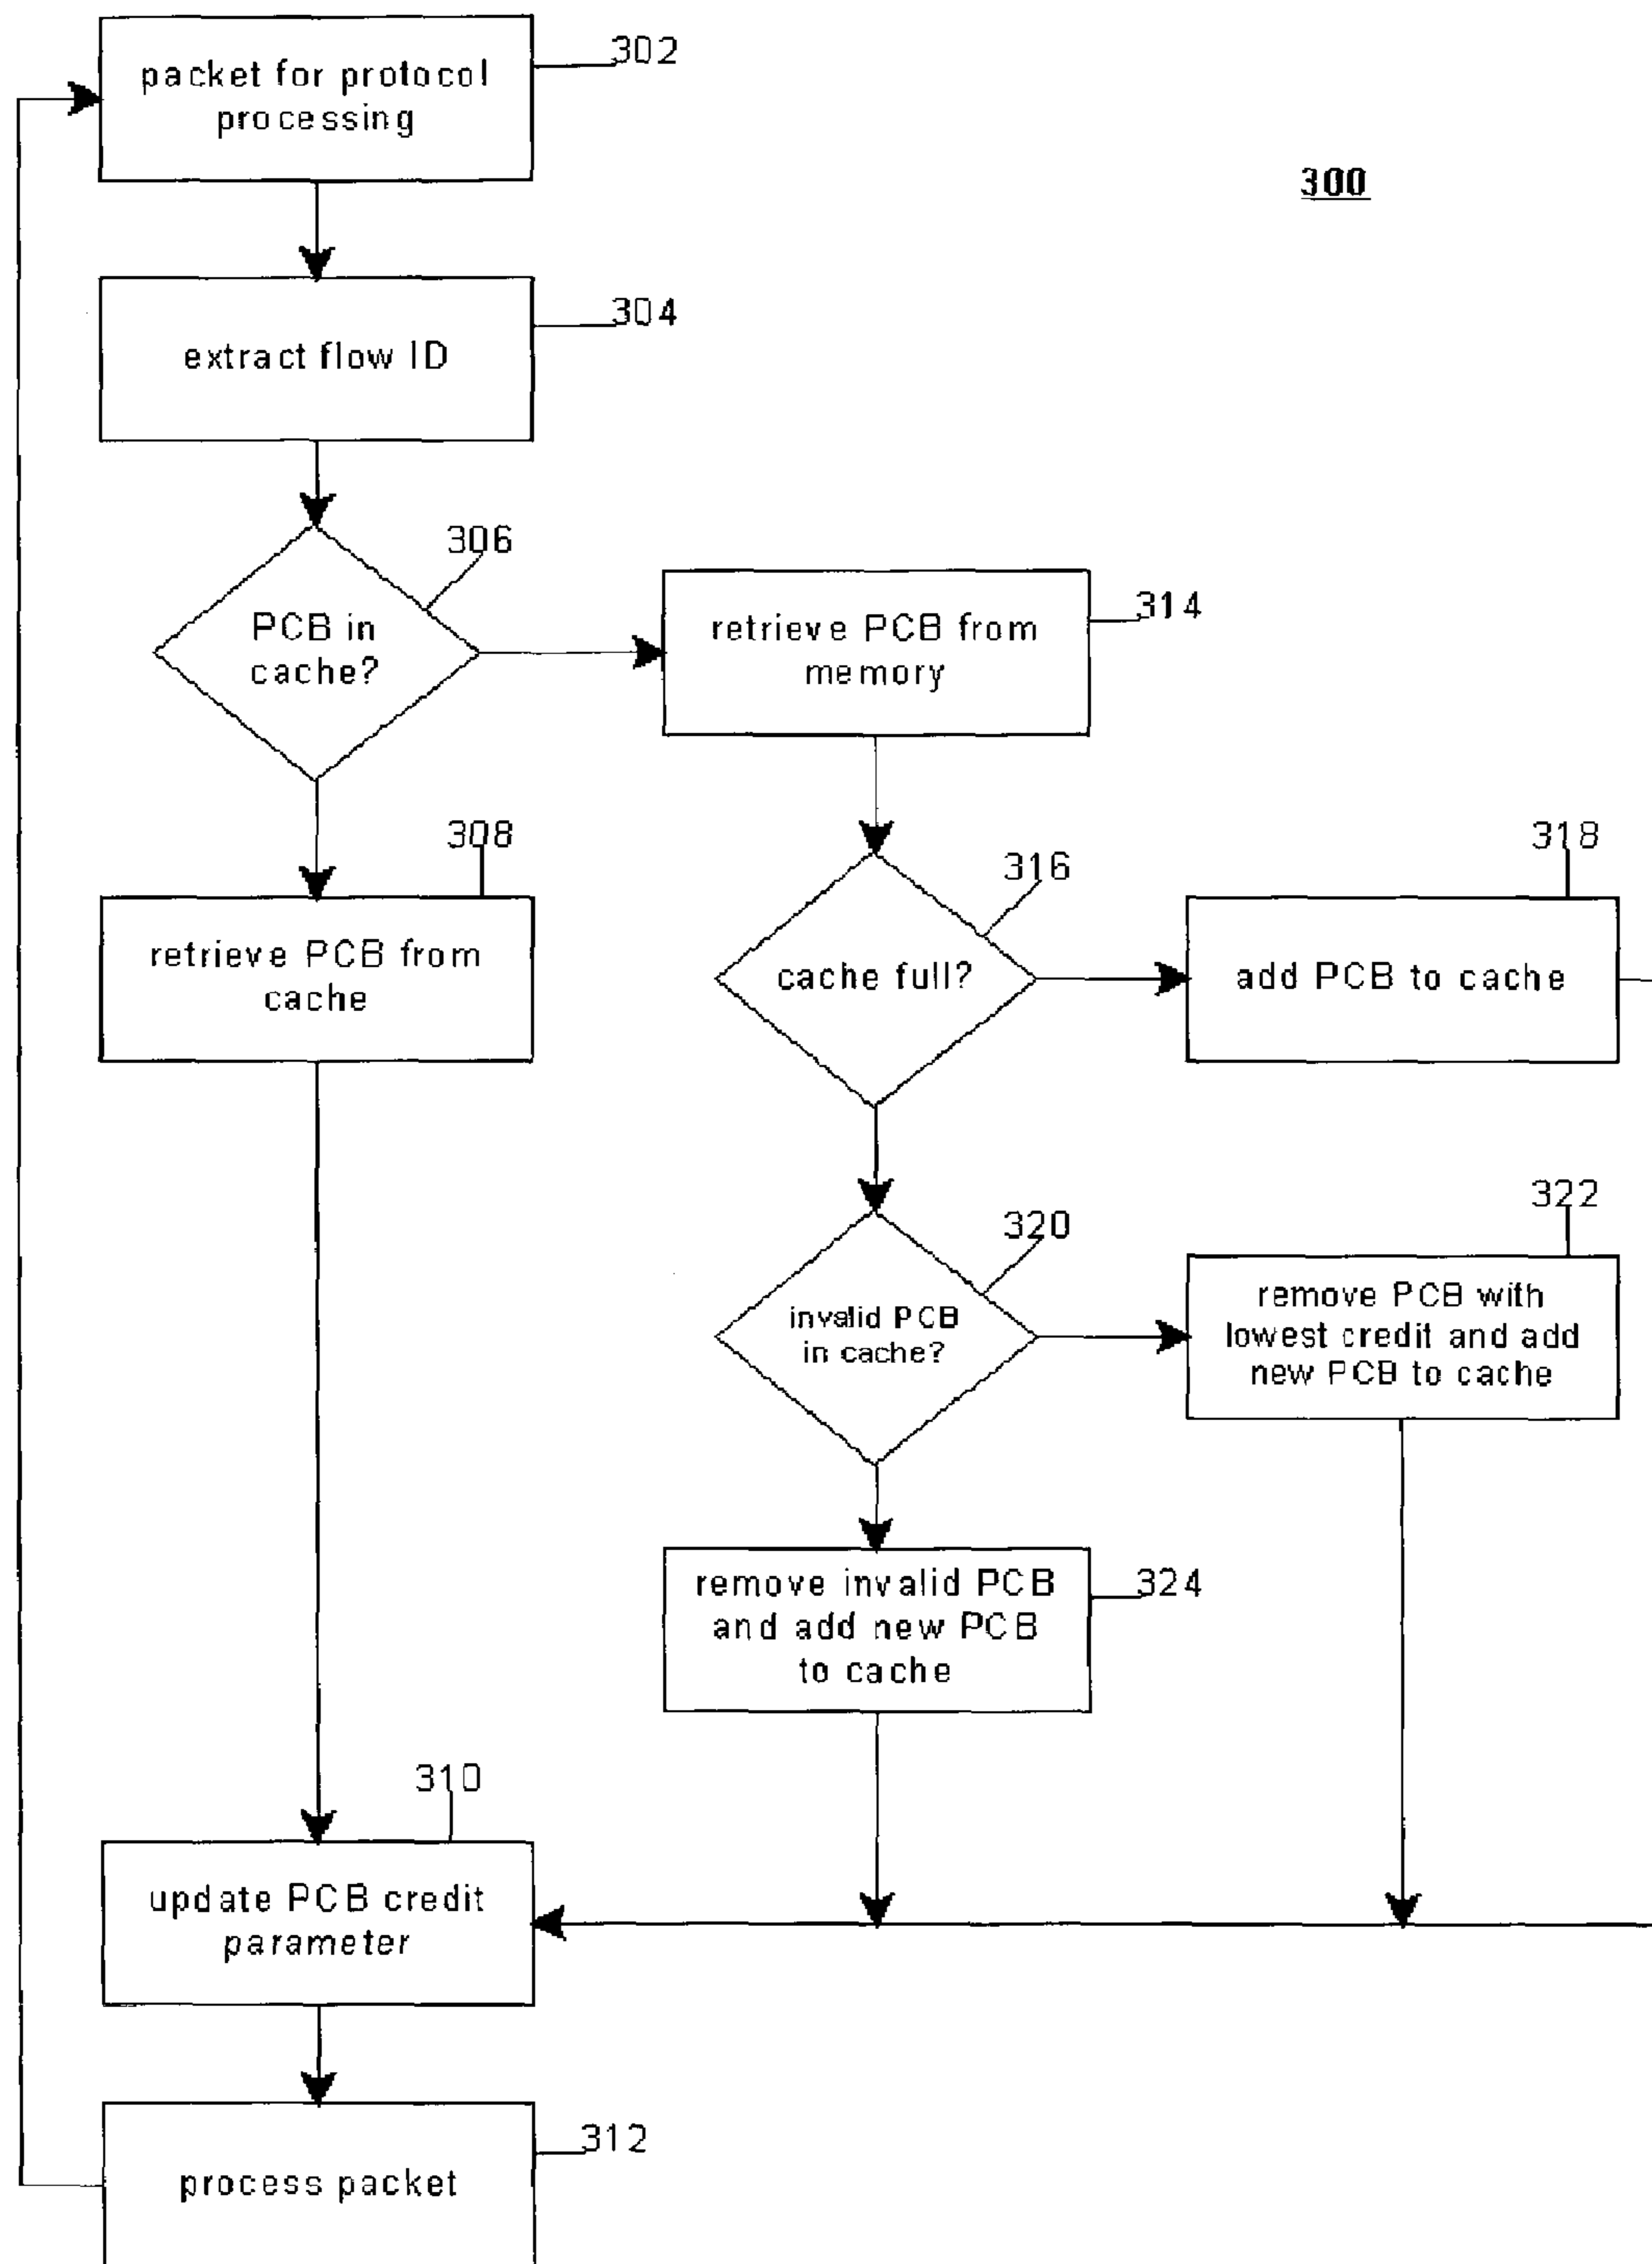 packet for protocol
processing
302
300
extract flow ID
304
PCB in
cache?
306
retrieve PCB from
memory
314
retrieve PCB from
cache
308
cache full?
316
add PCB to cache
318
invalid PCB
in cache?
320
remove PCB with
lowest credit and add
new PCB to cache
322
remove invalid PCB
and add new PCB
to cache
324
update PCB credit
parameter
310
process packet
312